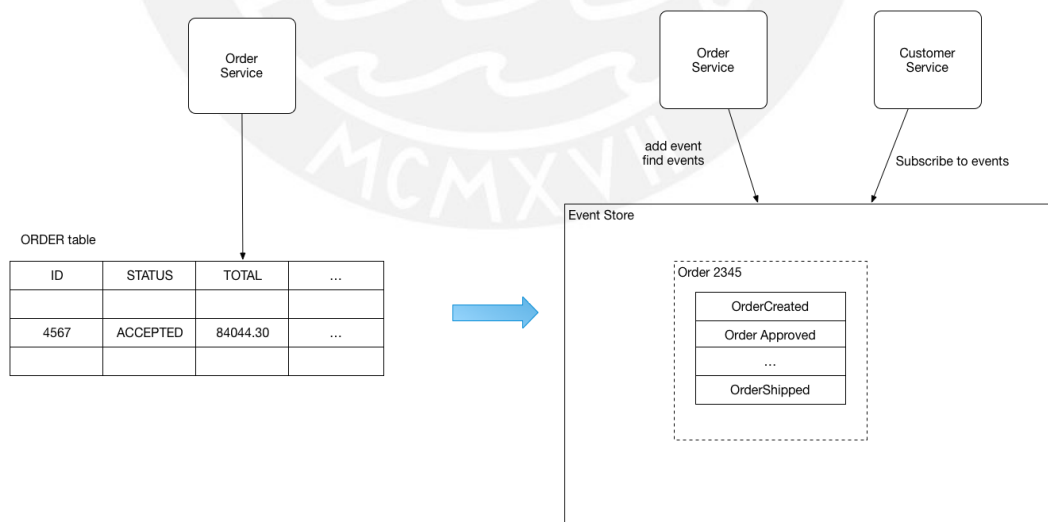 Order
Service
ORDER table
ID STATUS TOTAL ...
4567 ACCEPTED 84044.30 ...
Order
Service
Customer
Service
add event
find events
Subscribe to events
Event Store
Order 2345
OrderCreated
Order Approved
...
OrderShipped
MCMXVII